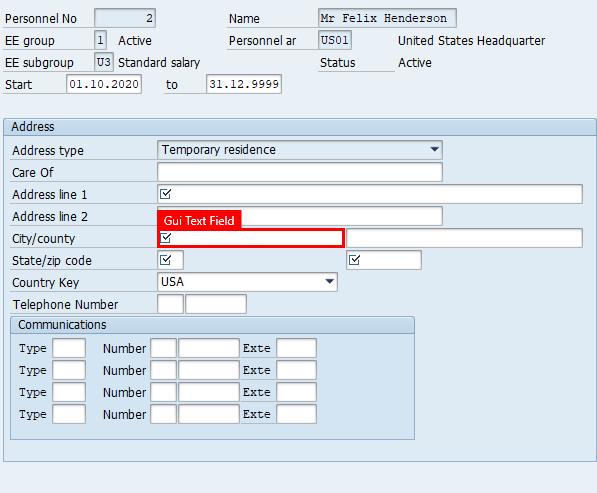 Personnel No 2 Name Mr Felix Henderson
EE group 1 Active Personnel ar US01 United States Headquarter
EE subgroup U3 Standard salary Status Active
Start 01.10.2020 to 31.12.9999
Address
Address type Temporary residence
Care Of
Address line 1
Address line 2
Gui Text Field
City/county
State/zip code
Country Key USA
Telephone Number
Communications
Type Number Exte
Type Number Exte
Type Number Exte
Type Number Exte